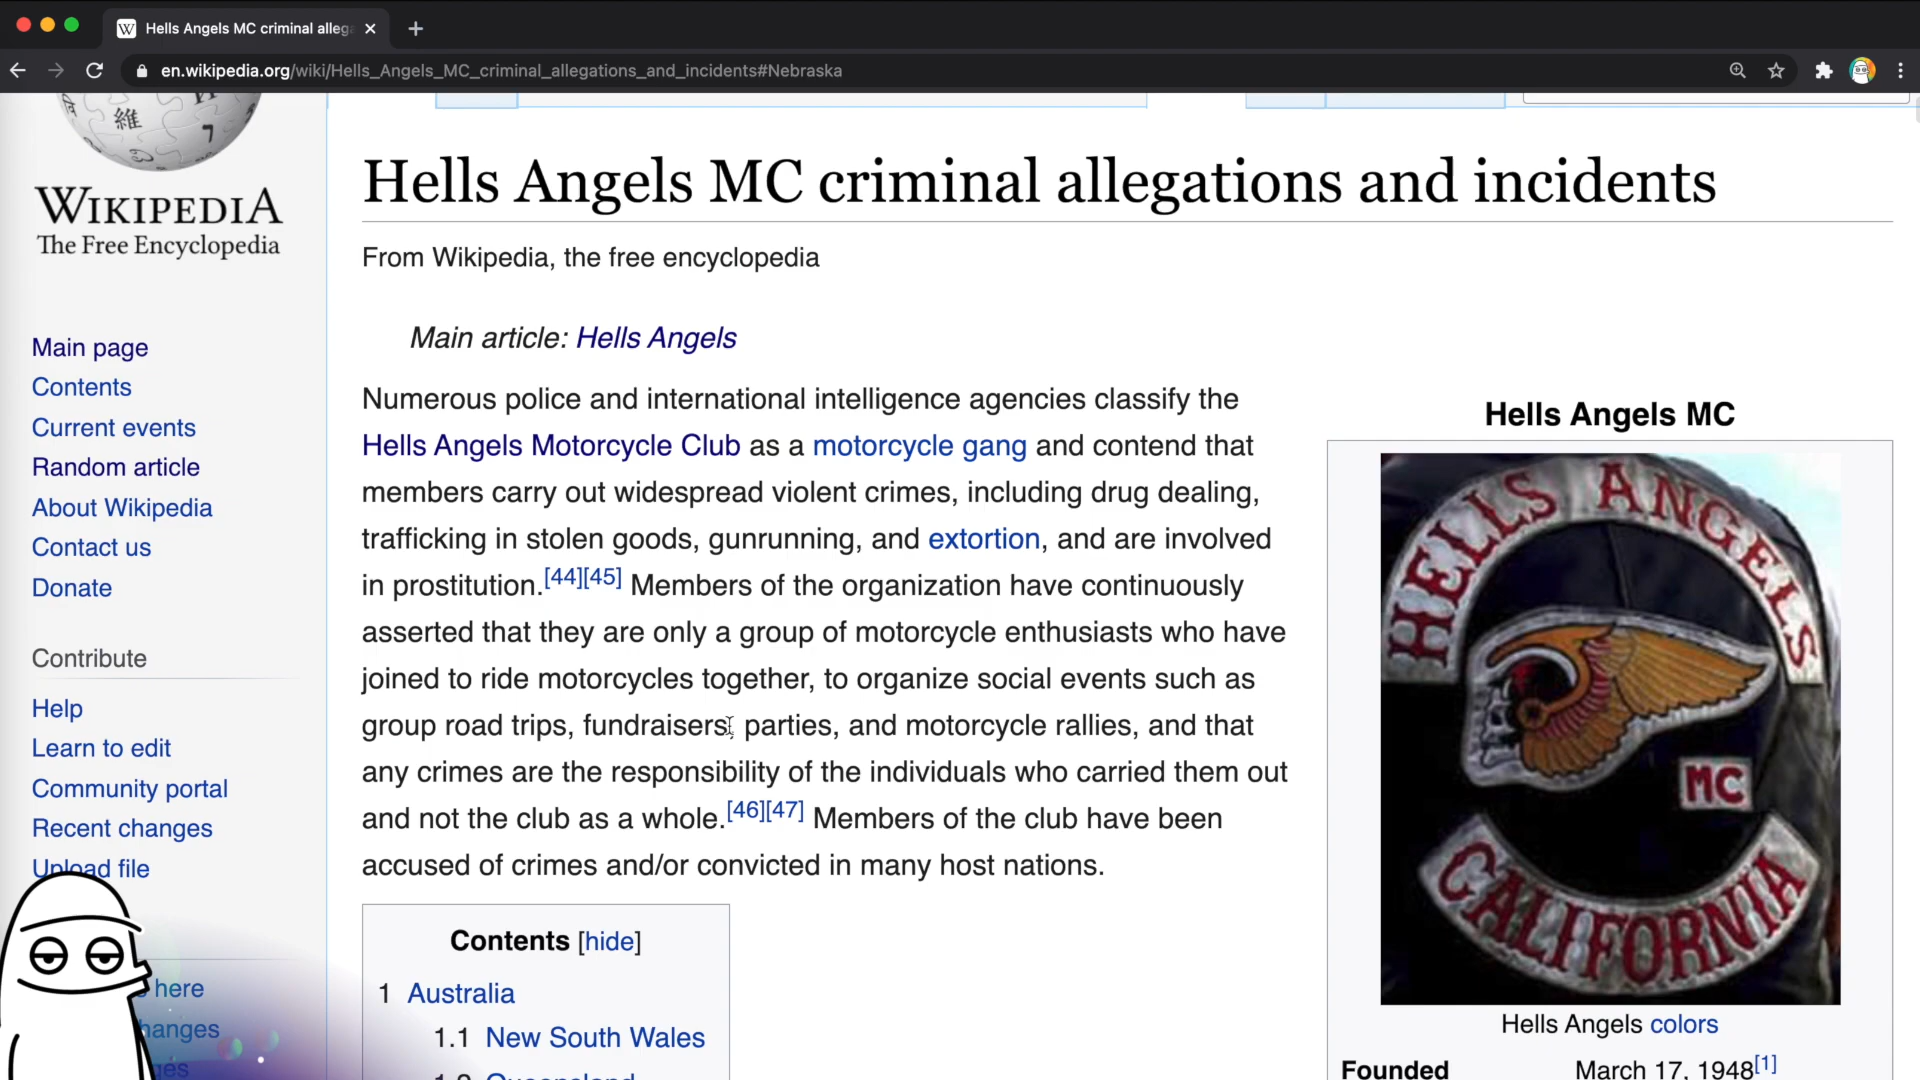 Hells Angels MC criminal allega
en.wikipedia.org/wiki/Hells_Angels_MC_criminal_allegations_and_incidents#Nebraska
維
7
WIKIPEDIA
The Free Encyclopedia
Main page
Contents
Current events
Random article
About Wikipedia
Contact us
Donate
Contribute
Help
Learn to edit
Community portal
Recent changes
Upload file
here
hanges
ges
Hells Angels MC criminal allegations and incidents
From Wikipedia, the free encyclopedia
Main article: Hells Angels
Numerous police and international intelligence agencies classify the
Hells Angels Motorcycle Club as a motorcycle gang and contend that
members carry out widespread violent crimes, including drug dealing,
trafficking in stolen goods, gunrunning, and extortion, and are involved
in prostitution.[44][45] Members of the organization have continuously
asserted that they are only a group of motorcycle enthusiasts who have
joined to ride motorcycles together, to organize social events such as
group road trips, fundraisers, parties, and motorcycle rallies, and that
any crimes are the responsibility of the individuals who carried them out
and not the club as a whole.[46][47] Members of the club have been
accused of crimes and/or convicted in many host nations.
Contents [hide]
1 Australia
1.1 New South Wales
1.2 Queensland
Hells Angels MC
HELLS ANGELS
MC
CALIFORNIA
Hells Angels colors
Founded March 17, 1948[1]